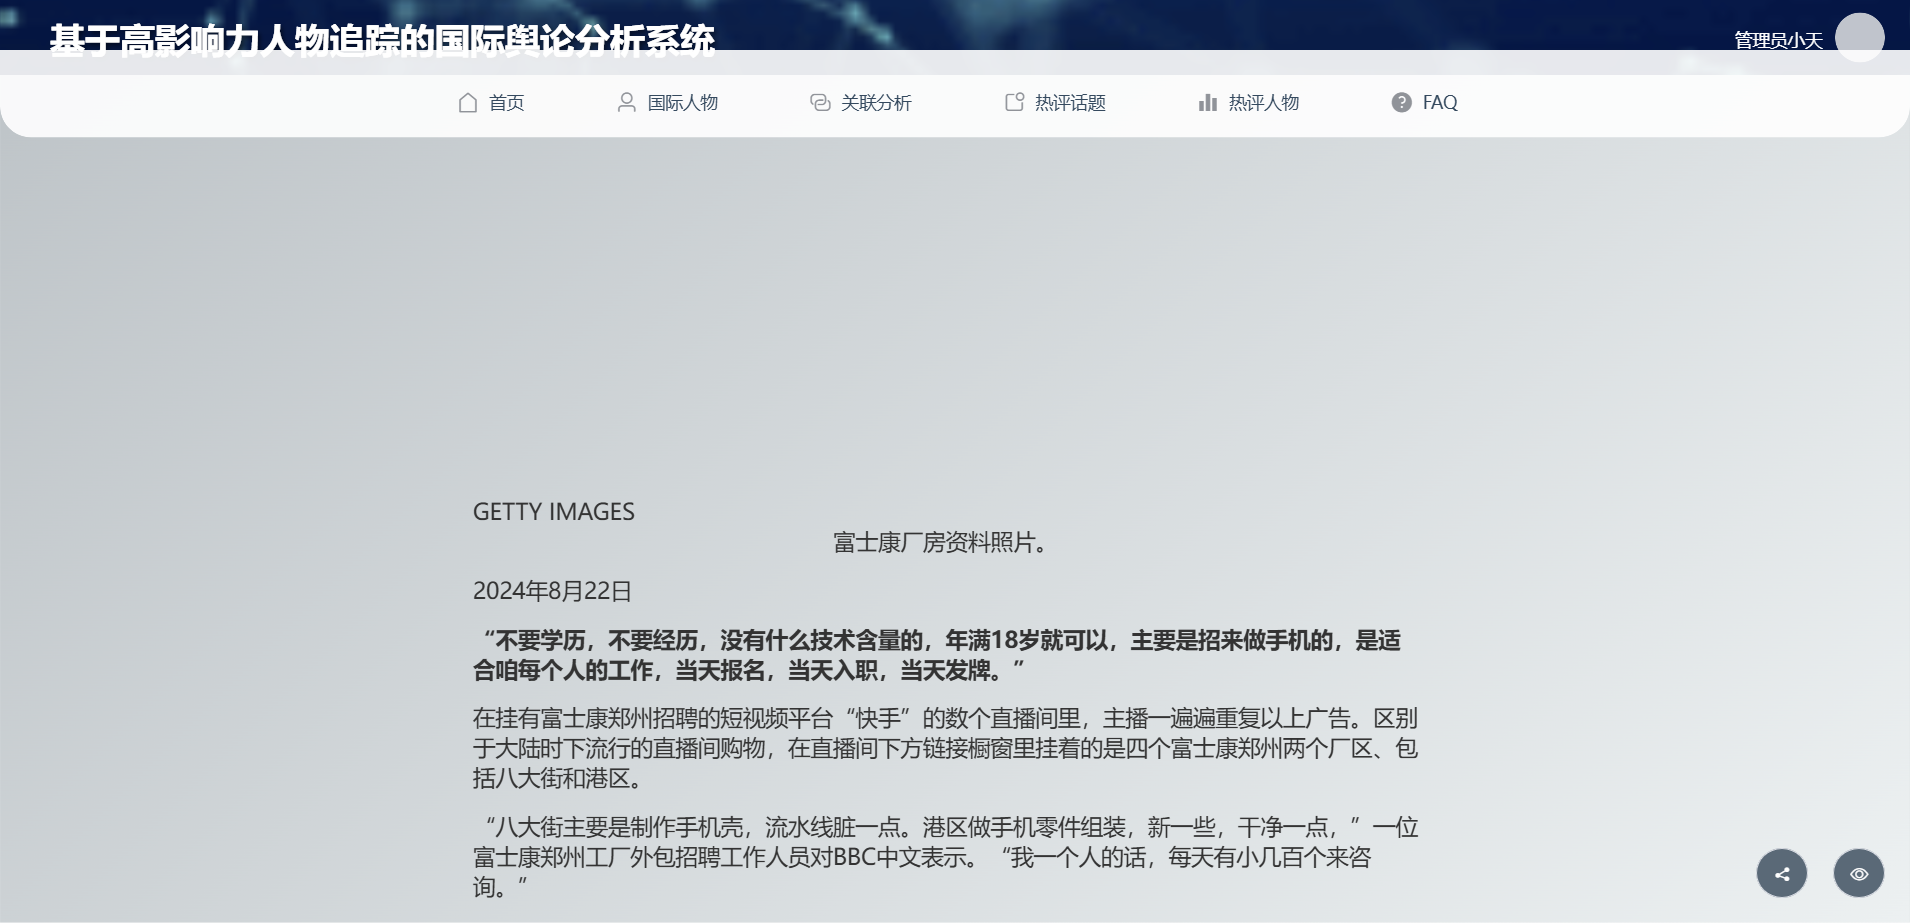 基于高影响力人物追踪的国际舆论分析系统
管理员小天
首页
国际人物
关联分析
热评话题
热评人物
FAQ
GETTY IMAGES
富士康厂房资料照片。
2024年8月22日
“不要学历，不要经历，没有什么技术含量的，年满18岁就可以，主要是招来做手机的，是适
合咱每个人的工作，当天报名，当天入职，当天发牌。”
在挂有富士康郑州招聘的短视频平台“快手”的数个直播间里，主播一遍遍重复以上广告。区别
于大陆时下流行的直播间购物，在直播间下方链接橱窗里挂着的是四个富士康郑州两个厂区、包
括八大街和港区。
“八大街主要是制作手机壳，流水线脏一点。港区做手机零件组装，新一些，干净一点，”一位
富士康郑州工厂外包招聘工作人员对BBC中文表示。“我一个人的话，每天有小几百个来咨
询。”